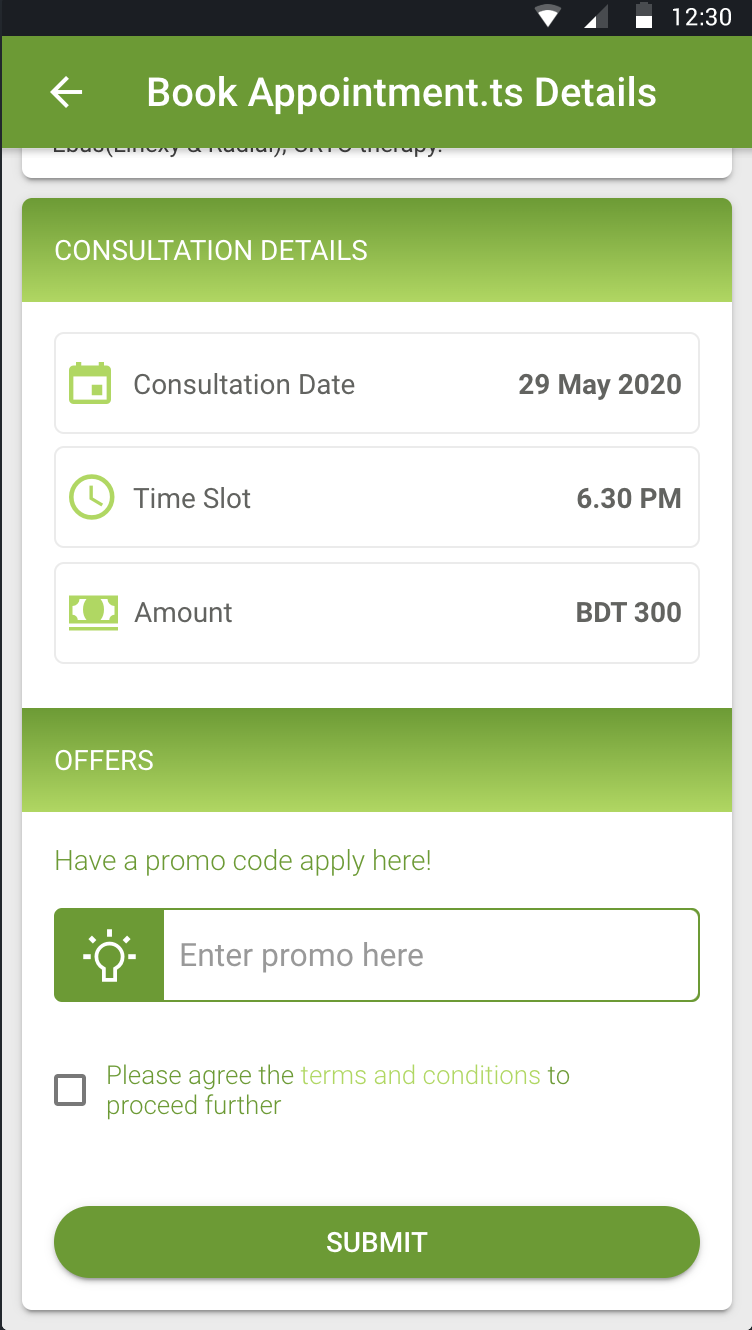 12:30
Book Appointment.ts Details
therapy.
CONSULTATION DETAILS
Consultation Date 29 May 2020
Time Slot 6.30 PM
Amount BDT 300
OFFERS
Have a promo code apply here!
Enter promo here
Please agree the terms and conditions to
proceed further
SUBMIT